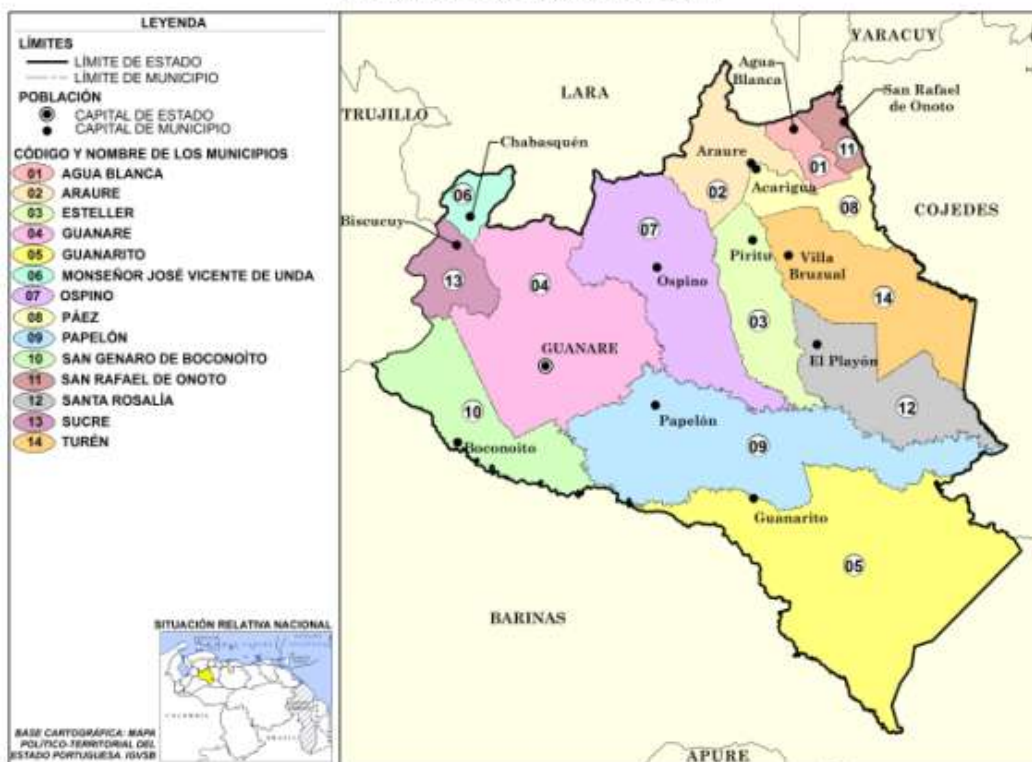 LEYENDA
LÍMITES
LÍMITE DE ESTADO
LÍMITE DE MUNICIPIO
POBLACIÓN
CAPITAL DE ESTADO
CAPITAL DE MUNICIPIO
CÓDIGO Y NOMBRE DE LOS MUNICIPIOS
01 AGUA BLANCA
02 ARAURE
03 ESTELLER
04 GUANARE
05 GUANARITO
06 MONSEÑOR JOSÉ VICENTE DE UNDA
07 OSPINO
08 PÁEZ
09 PAPELÓN
10 SAN GENARO DE BOCONOÍTO
11 SAN RAFAEL DE ONOTO
12 SANTA ROSALÍA
13 SUCRE
14 TURÉN
SITUACIÓN RELATIVA NACIONAL
COLOMBIA
BRASIL
BASE CARTOGRÁFICA: MAPA
POLÍTICO-TERRITORIAL DEL
ESTADO PORTUGUESA. IGVSB
YARACUY
Agua
Blanca
San Rafael
de Onoto
LARA
TRUJILLO
Chabasquén
Araure
11
01
02
Acarigua
06
08
COJEDES
Biscucuy
07
Píritu
Villa
Bruzual
13
04
Ospino
14
03
El Playón
GUANARE
10
Papelón
12
Boconoito
09
Guanarito
05
BARINAS
APURE